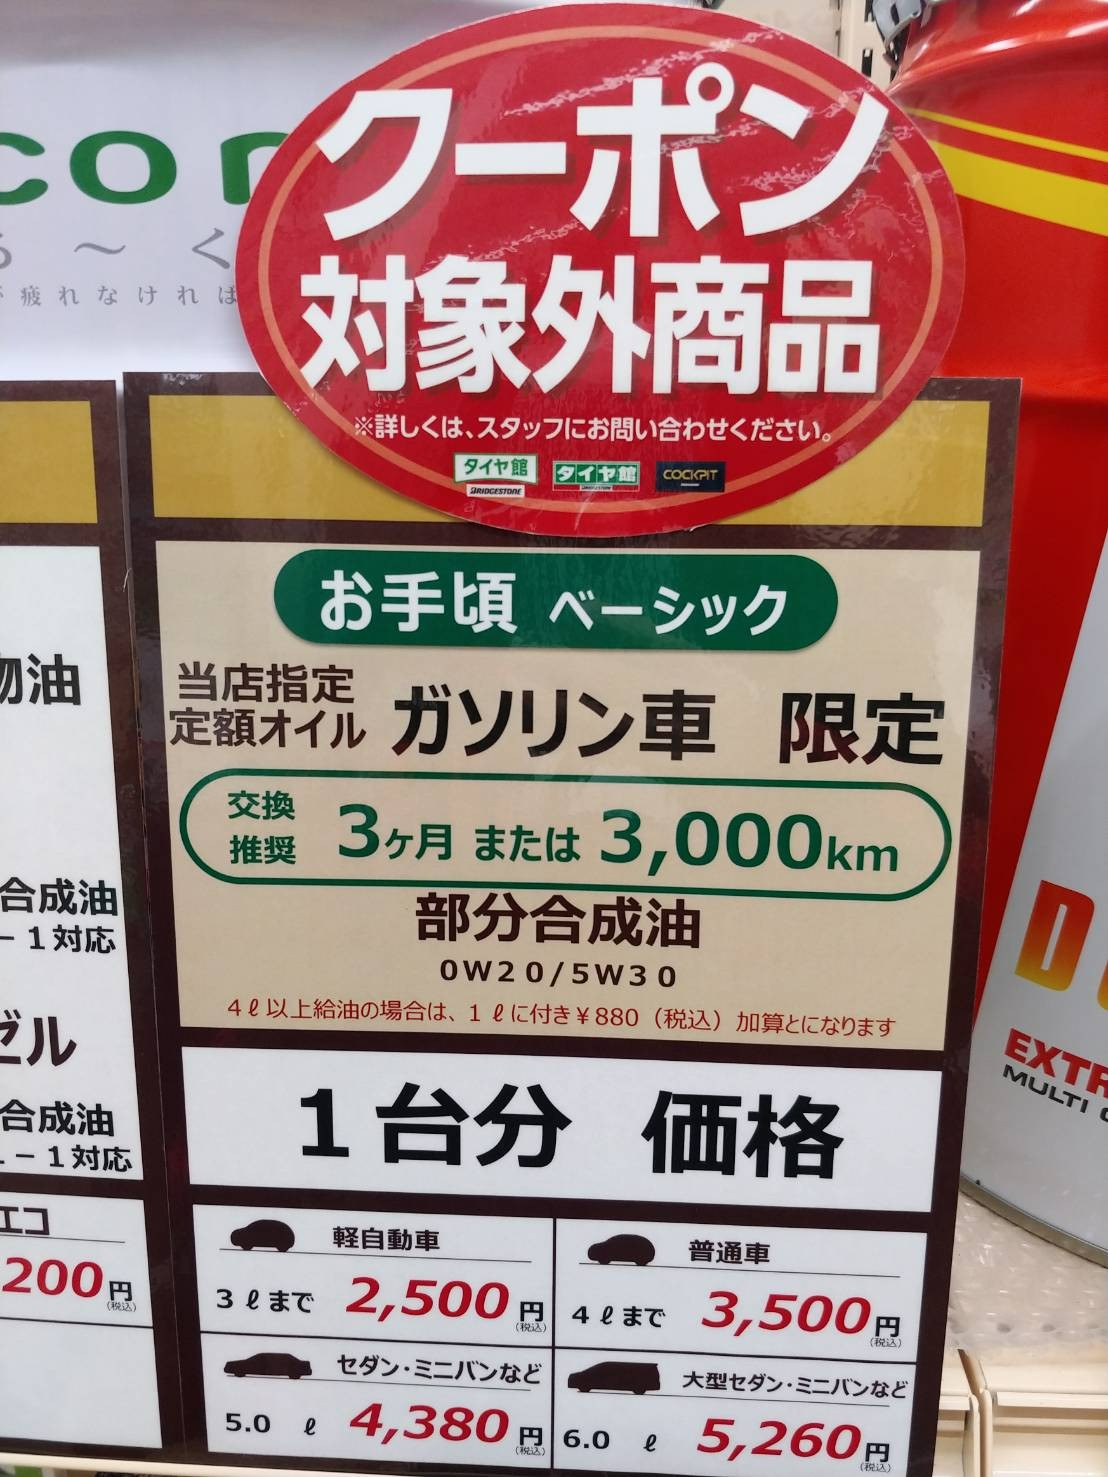 クーポン
対象外商品
※詳しくは、スタッフにお問い合わせください。
タイヤ館 BRIDGESTONE タイヤ館 COCKPIT
お手頃 ベーシック
当店指定
定額オイル ガソリン車 限定
交換
推奨 3ヶ月 または 3,000km
部分合成油
0W20/5W30
4ℓ以上給油の場合は、1ℓに付き¥880（税込）加算とになります
1台分 価格
軽自動車
3ℓまで 2,500円(税込)
普通車
4ℓまで 3,500円(税込)
セダン・ミニバンなど
5.0 ℓ 4,380円(税込)
大型セダン・ミニバンなど
6.0 ℓ 5,260円(税込)
con
る～く
疲れなければ
物油
合成油
－1対応
ゼル
合成油
－1対応
エコ
200円(税込)
D
EXTR
MULTI